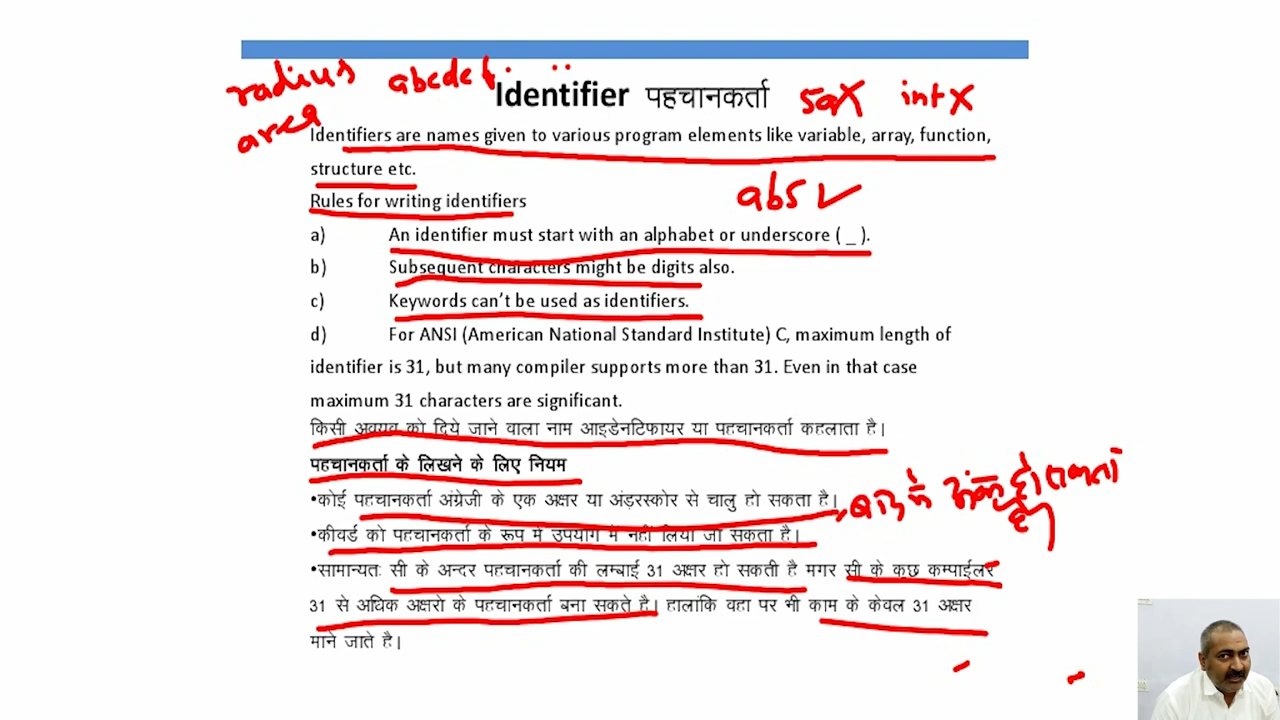 radius abcdef
Identifier पहचानकर्ता 5ax intx
area
Identifiers are names given to various program elements like variable, array, function,
structure etc.
ab5
Rules for writing identifiers
a) An identifier must start with an alphabet or underscore ( _ ).
b) Subsequent characters might be digits also.
c) Keywords can't be used as identifiers.
d) For ANSI (American National Standard Institute) C, maximum length of
identifier is 31, but many compiler supports more than 31. Even in that case
maximum 31 characters are significant.
किसी अवयव को दिये जाने वाला नाम आइडेनटिफायर या पहचानकर्ता कहलाता है।
पहचानकर्ता के लिखने के लिए नियम
•कोई पहचानकर्ता अंग्रेजी के एक अक्षर या अंड़रस्कोर से चालु हो सकता है।
बाद में अंक हो सकता
है।
•कीवर्ड को पहचानकर्ता के रूप मे उपयोग में नहीं लिया जा सकता है।
•सामान्यतः सी के अन्दर पहचानकर्ता की लम्बाई 31 अक्षर हो सकती है मगर सी के कुछ कम्पाईलर
31 से अधिक अक्षरो के पहचानकर्ता बना सकते है। हालांकि वहा पर भी काम के केवल 31 अक्षर
माने जाते है।